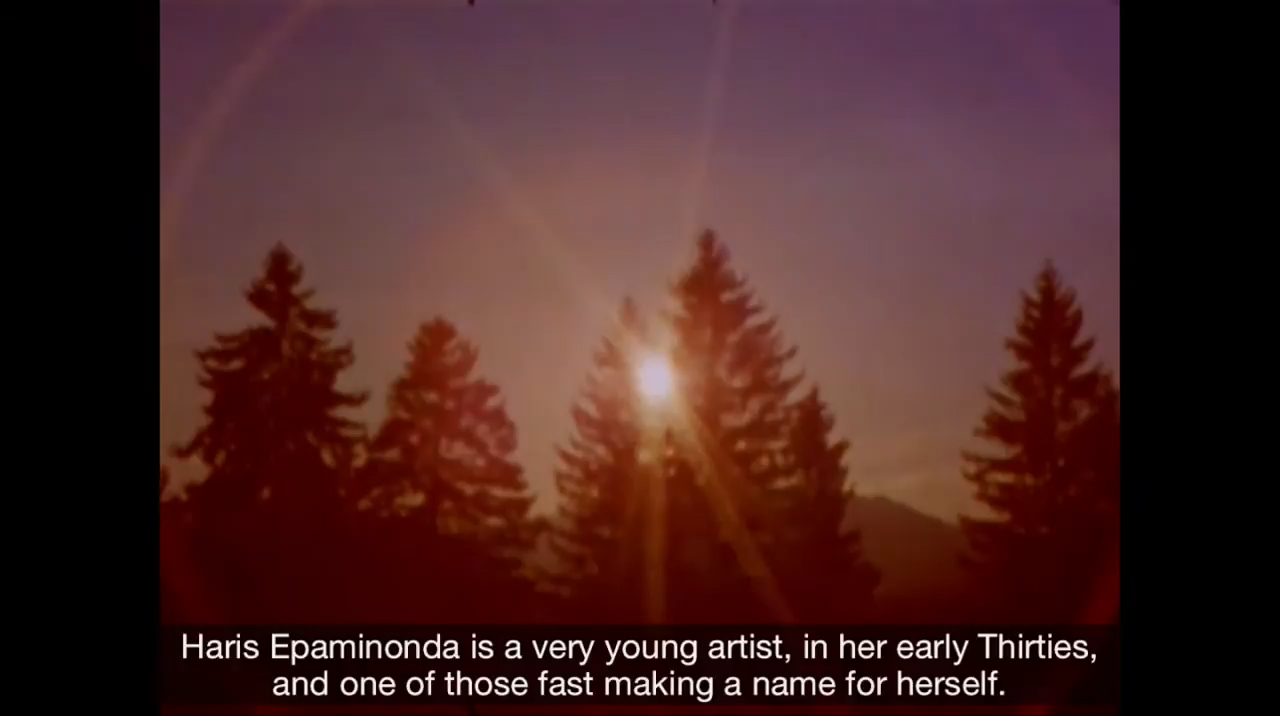 Haris Epaminonda is a very young artist, in her early Thirties,
and one of those fast making a name for herself.